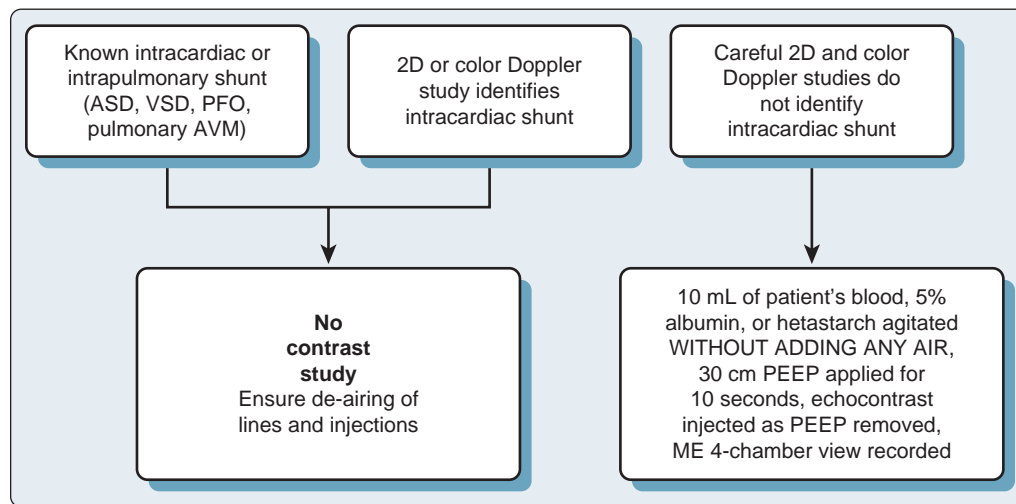 Known intracardiac or
intrapulmonary shunt
(ASD, VSD, PFO,
pulmonary AVM)
2D or color Doppler
study identifies
intracardiac shunt
Careful 2D and color
Doppler studies do
not identify
intracardiac shunt
No
contrast
study
Ensure de-airing of
lines and injections
10 mL of patient's blood, 5%
albumin, or hetastarch agitated
WITHOUT ADDING ANY AIR,
30 cm PEEP applied for
10 seconds, echocontrast
injected as PEEP removed,
ME 4-chamber view recorded